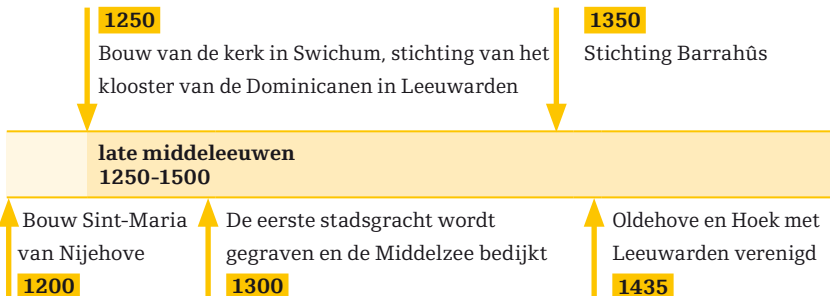 1250
Bouw van de kerk in Swichum, stichting van het
klooster van de Dominicanen in Leeuwarden
1350
Stichting Barrahûs
late middeleeuwen
1250-1500
Bouw Sint-Maria
van Nijehove
1200
De eerste stadsgracht wordt
gegraven en de Middelzee bedijkt
1300
Oldehove en Hoek met
Leeuwarden verenigd
1435